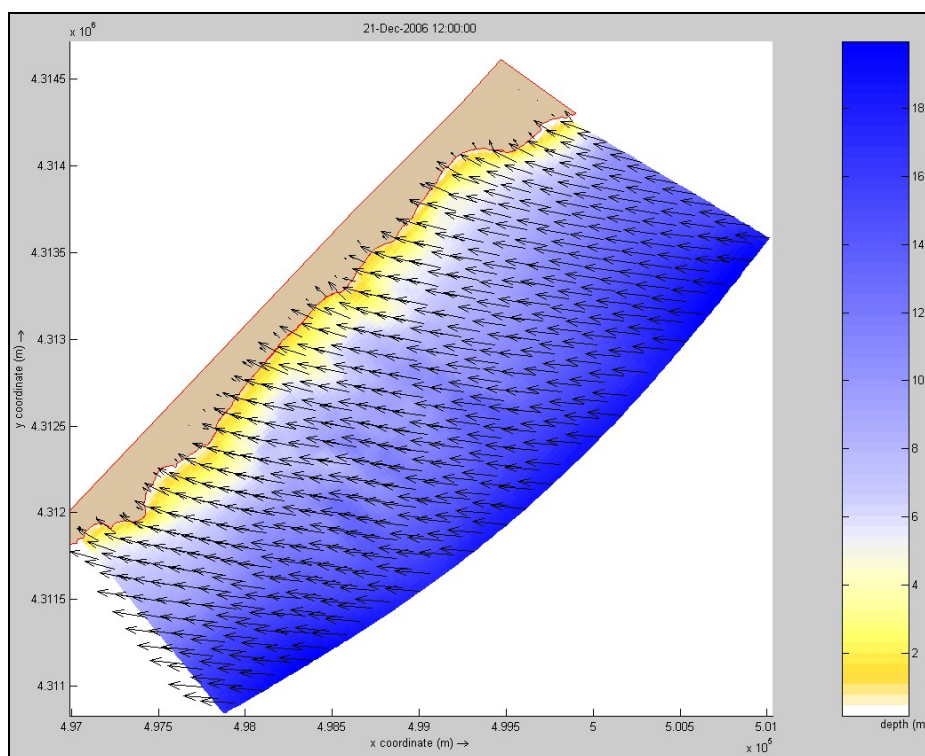 21-Dec-2006 12:00:00
x 10⁶
4.3145
4.314
4.3135
4.313
4.3125
4.312
4.3115
4.311
y coordinate (m) →
4.97 4.975 4.98 4.985 4.99 4.995 5 5.005 5.01
x coordinate (m) →
x 10⁵
18
16
14
12
10
8
6
4
2
depth (m